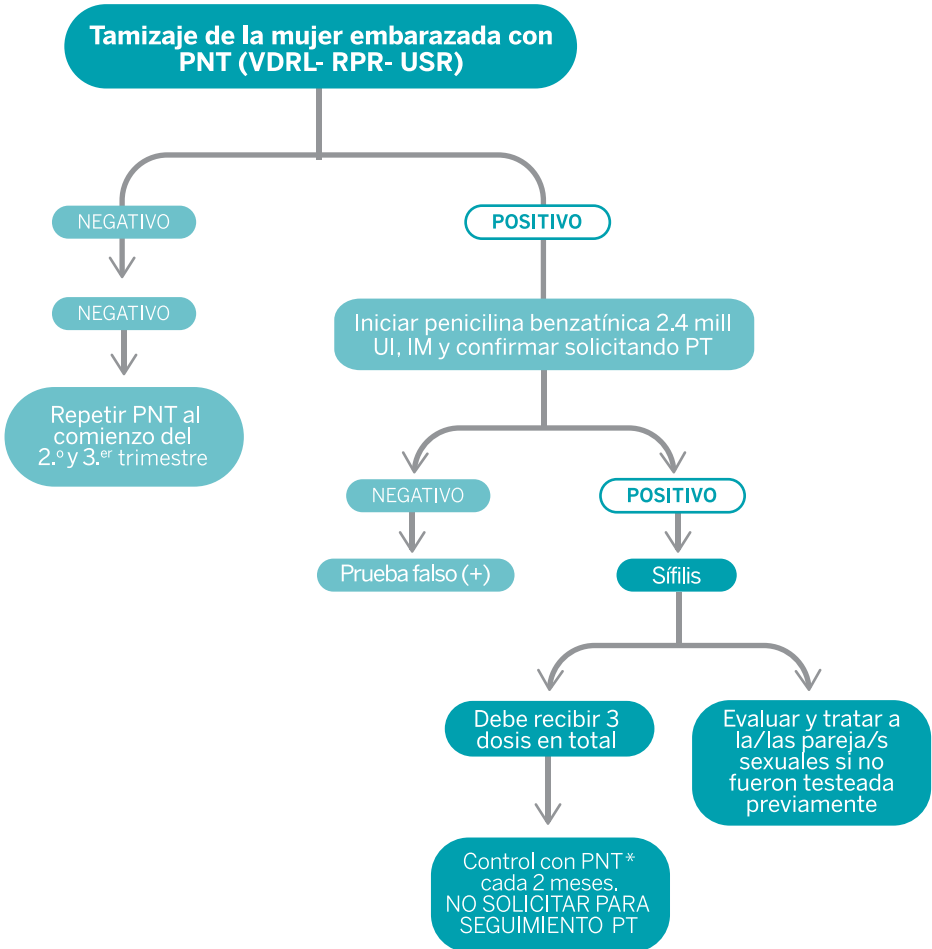 Tamizaje de la mujer embarazada con
PNT (VDRL- RPR- USR)
NEGATIVO
POSITIVO
NEGATIVO
Repetir PNT al
comienzo del
2.º y 3.er trimestre
Iniciar penicilina benzatínica 2.4 mill
UI, IM y confirmar solicitando PT
NEGATIVO
POSITIVO
Prueba falso (+)
Sífilis
Debe recibir 3
dosis en total
Evaluar y tratar a
la/las pareja/s
sexuales si no
fueron testeada
previamente
Control con PNT*
cada 2 meses.
NO SOLICITAR PARA
SEGUIMIENTO PT